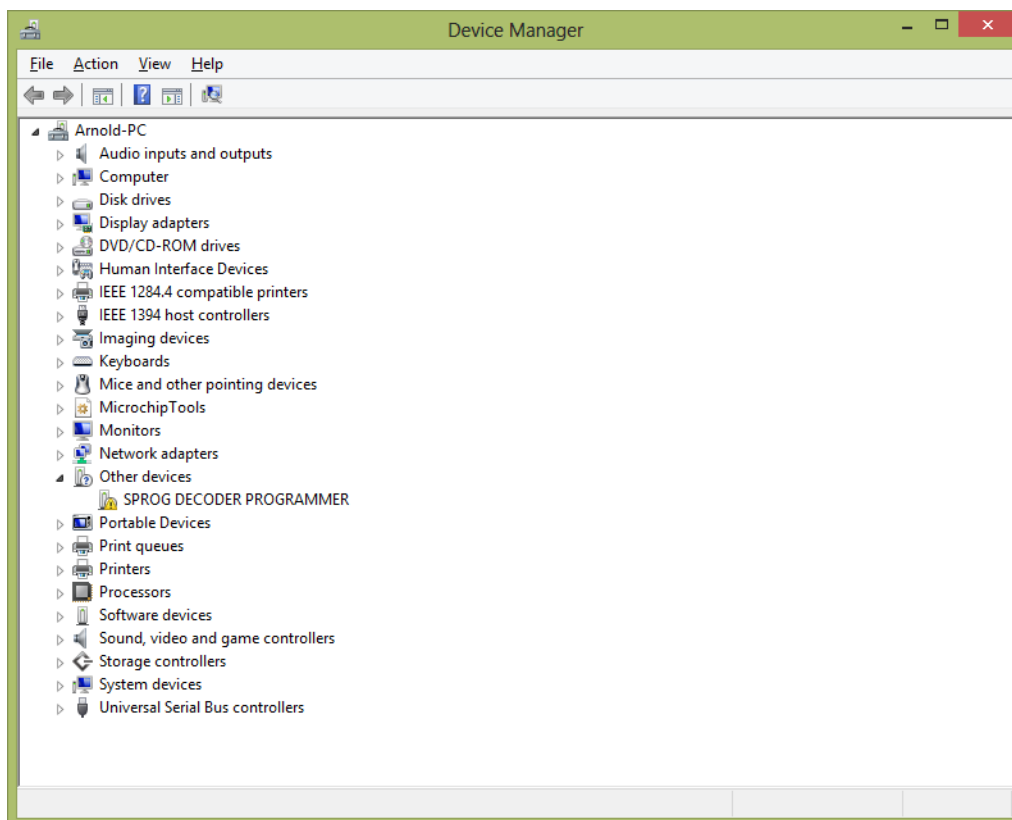 Device Manager
File Action View Help
Arnold-PC
Audio inputs and outputs
Computer
Disk drives
Display adapters
DVD/CD-ROM drives
Human Interface Devices
IEEE 1284.4 compatible printers
IEEE 1394 host controllers
Imaging devices
Keyboards
Mice and other pointing devices
MicrochipTools
Monitors
Network adapters
Other devices
SPROG DECODER PROGRAMMER
Portable Devices
Print queues
Printers
Processors
Software devices
Sound, video and game controllers
Storage controllers
System devices
Universal Serial Bus controllers